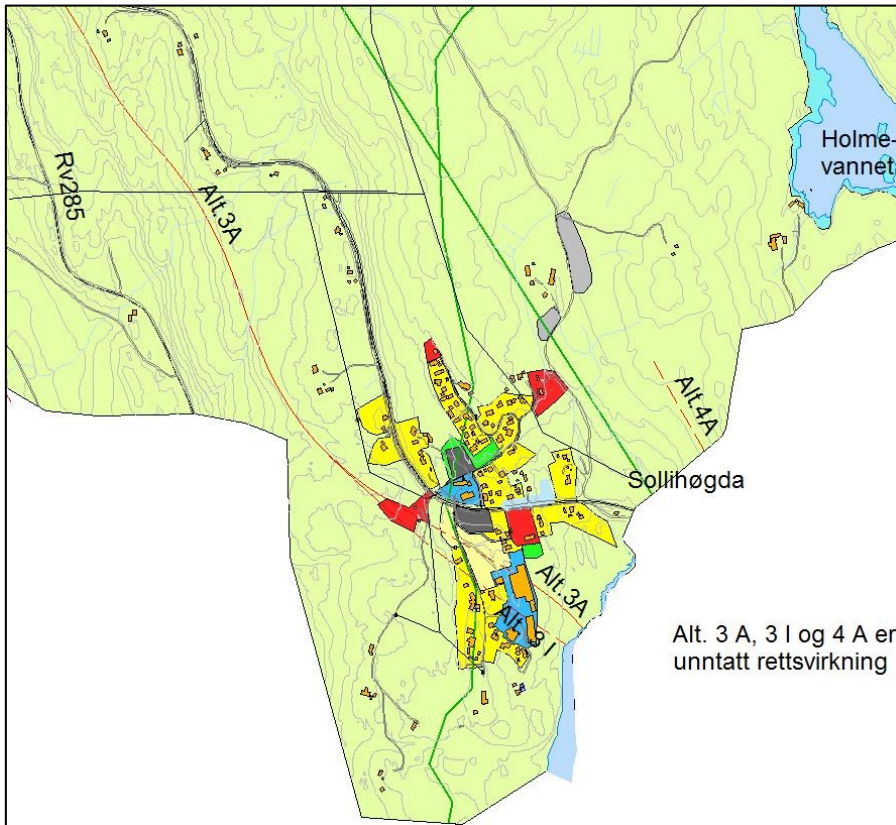 Holme-
vannet
Rv285
Alt.3A
Alt.4A
Sollihøgda
Alt.3A
Alt.3 I
Alt. 3 A, 3 I og 4 A er
unntatt rettsvirkning